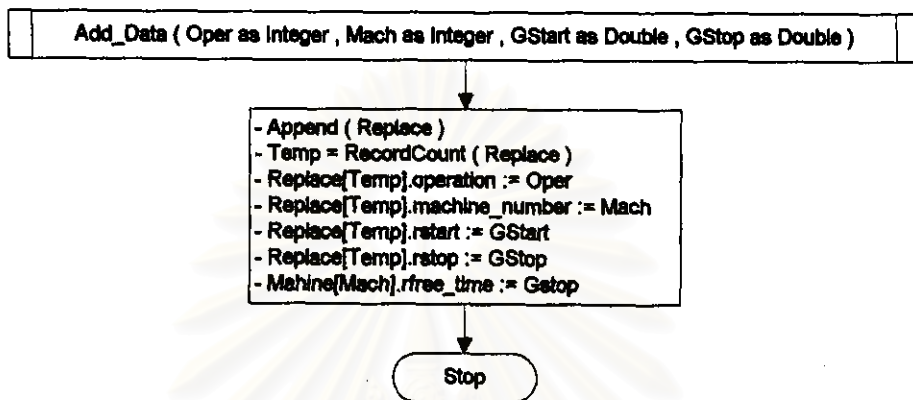 Add_Data ( Oper as Integer , Mach as Integer , GStart as Double , GStop as Double )
- Append ( Replace )
- Temp = RecordCount ( Replace )
- Replace[Temp].operation := Oper
- Replace[Temp].machine_number := Mach
- Replace[Temp].rstart := GStart
- Replace[Temp].rstop := GStop
- Mahine[Mach].rfree_time := Gstop
Stop